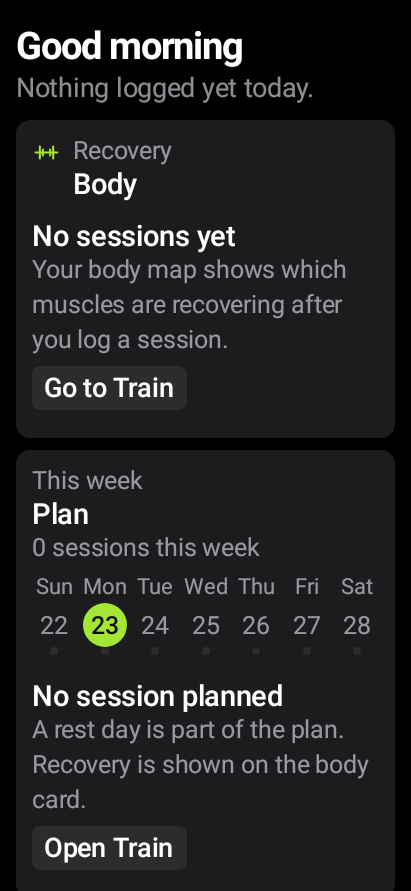 Good morning
Nothing logged yet today.
Recovery
Body
No sessions yet
Your body map shows which
muscles are recovering after
you log a session.
Go to Train
This week
Plan
0 sessions this week
Sun Mon Tue Wed Thu Fri Sat
22 23 24 25 26 27 28
No session planned
A rest day is part of the plan.
Recovery is shown on the body
card.
Open Train